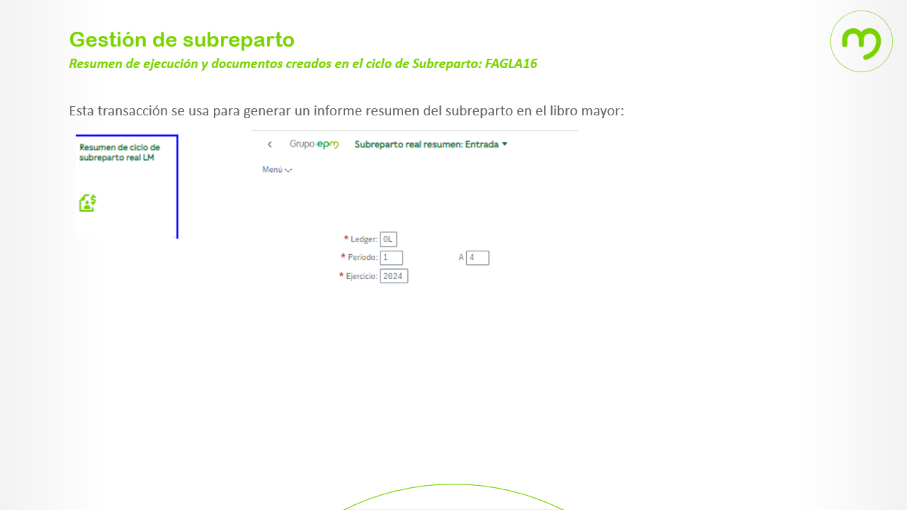 Gestión de subreparto
Resumen de ejecución y documentos creados en el ciclo de Subreparto: FAGLA16
Esta transacción se usa para generar un informe resumen del subreparto en el libro mayor:
Resumen de ciclo de
subreparto real LM
Grupo·epm Subreparto real resumen: Entrada
Menú
* Ledger: 0L
* Periodo: 1 A 4
* Ejercicio: 2024